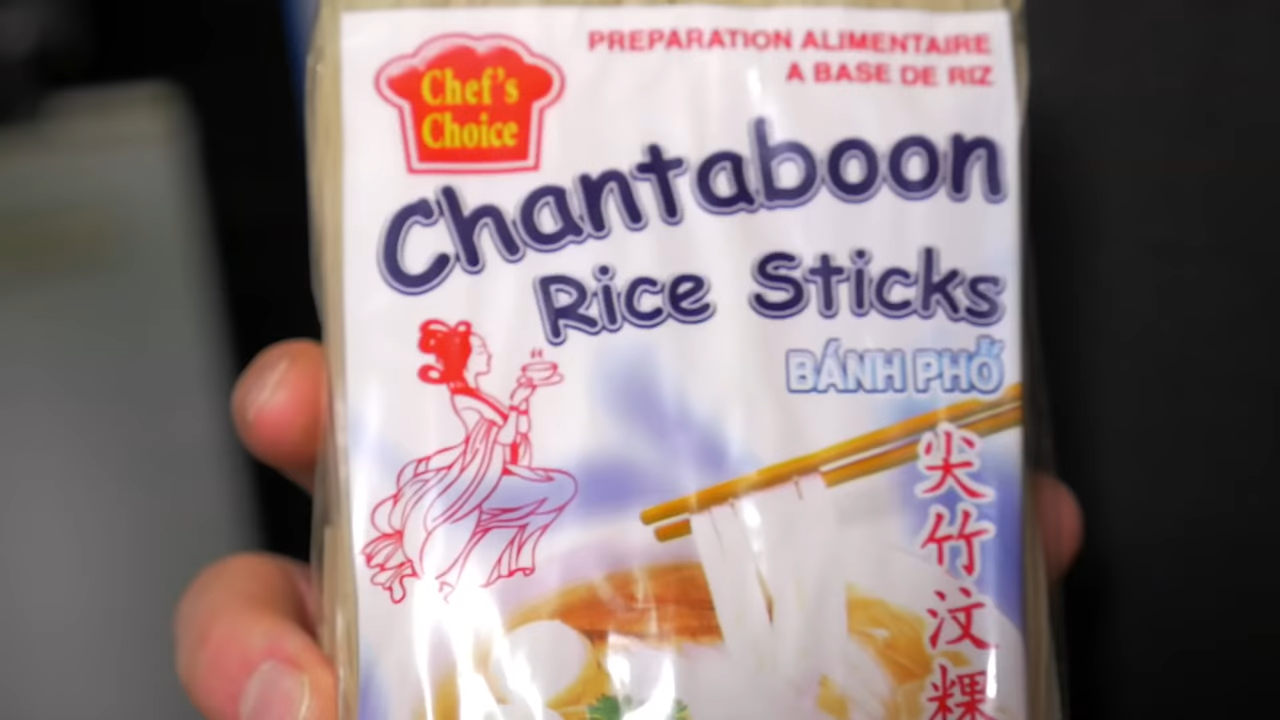 Chef's
Choice
PREPARATION ALIMENTAIRE
A BASE DE RIZ
Chantaboon
Rice Sticks
BÁNH PHỞ
尖竹汶粿